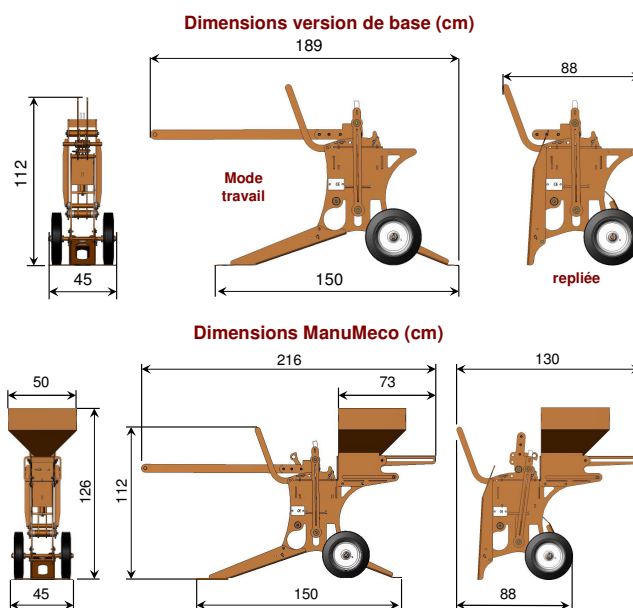 Dimensions version de base (cm)
189
88
112
Mode
travail
45
150
repliée
Dimensions ManuMeco (cm)
216
130
50
73
126
112
45
150
88